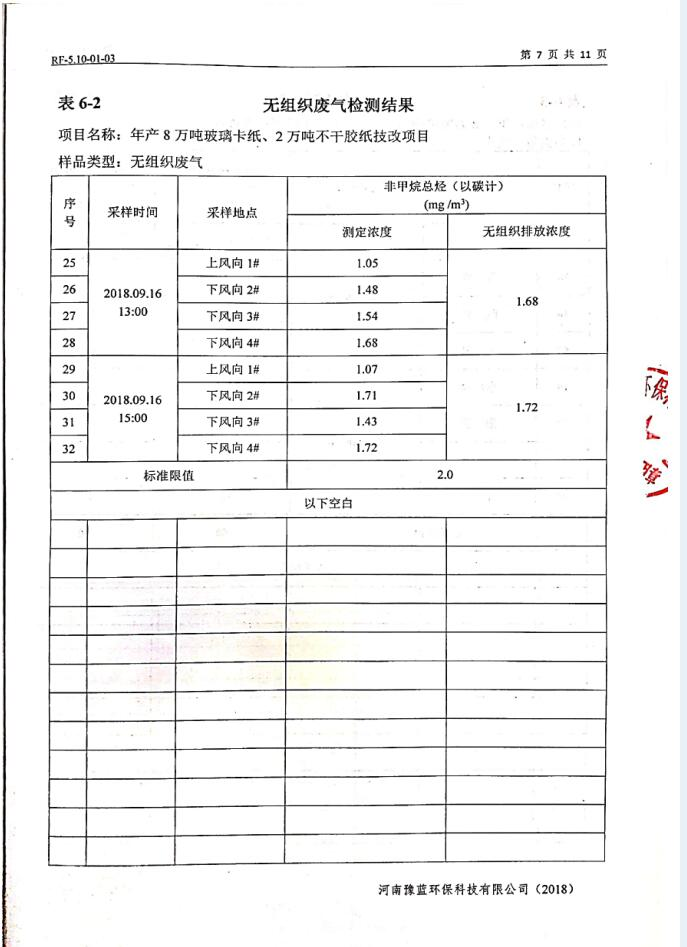 RF-5.10-01-03
第 7 页 共 11 页
表 6-2
无组织废气检测结果
项目名称：年产 8 万吨玻璃卡纸、2 万吨不干胶纸技改项目
样品类型：无组织废气
序号
采样时间
采样地点
非甲烷总烃（以碳计）
(mg /m³)
测定浓度
无组织排放浓度
25
2018.09.16
13:00
上风向 1#
1.05
1.68
26
下风向 2#
1.48
27
下风向 3#
1.54
28
下风向 4#
1.68
29
2018.09.16
15:00
上风向 1#
1.07
1.72
30
下风向 2#
1.71
31
下风向 3#
1.43
32
下风向 4#
1.72
标准限值
2.0
以下空白
河南豫蓝环保科技有限公司（2018）